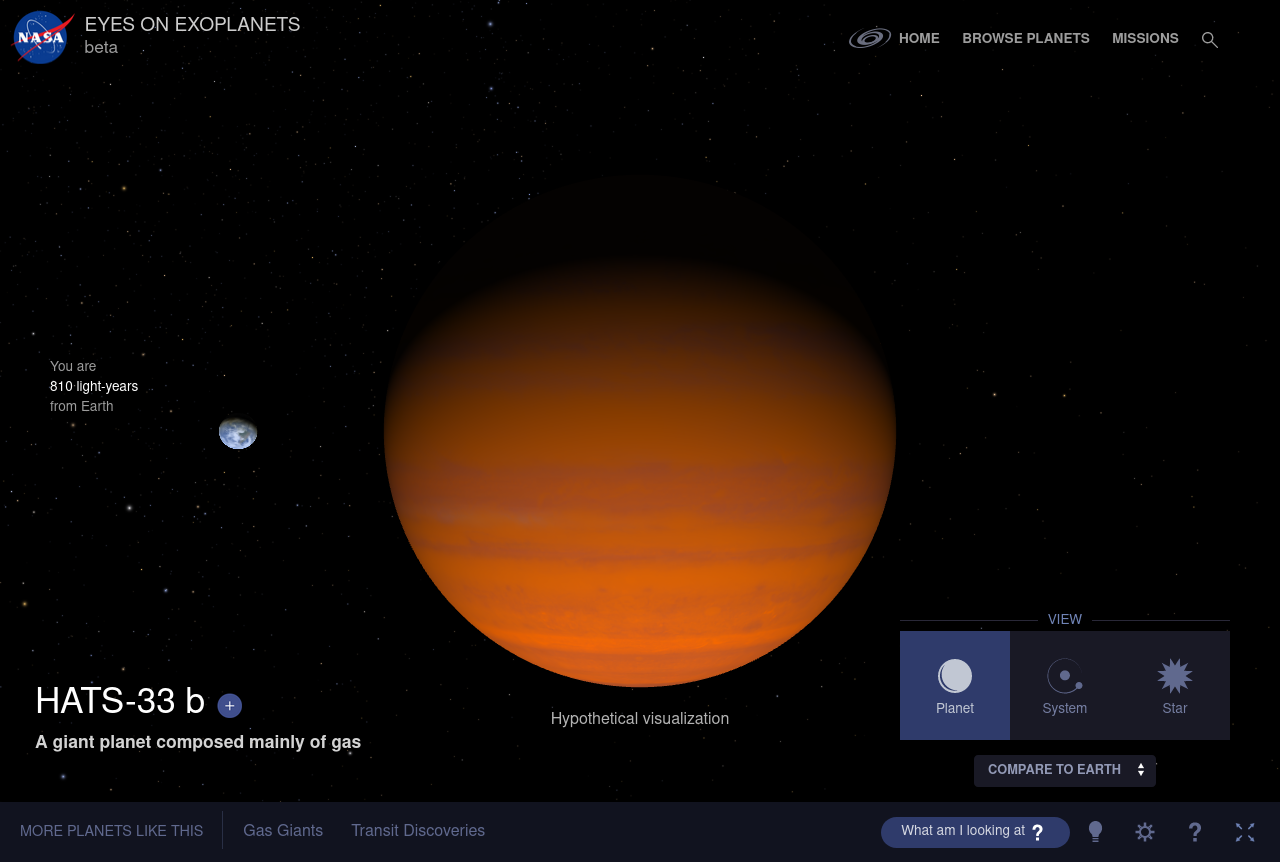 NASA
EYES ON EXOPLANETS
beta
HOME
BROWSE PLANETS
MISSIONS
You are
810 light-years
from Earth
HATS-33 b +
A giant planet composed mainly of gas
Hypothetical visualization
VIEW
Planet
System
Star
COMPARE TO EARTH
MORE PLANETS LIKE THIS
Gas Giants
Transit Discoveries
What am I looking at ?
?